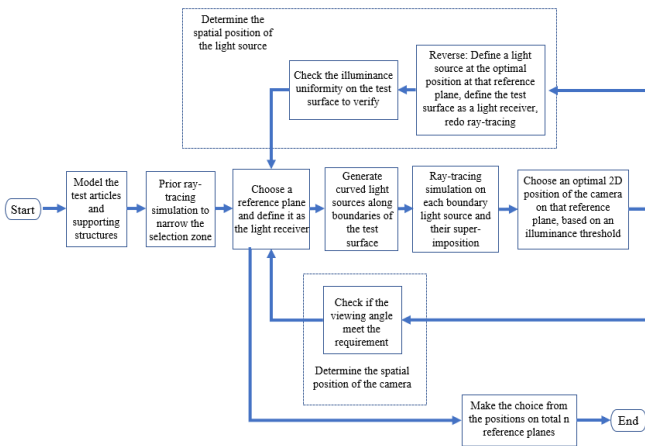 Determine the
spatial position of
the light source
Check the illuminance
uniformity on the test
surface to verify
Reverse: Define a light
source at the optimal
position at that reference
plane, define the test
surface as a light receiver,
redo ray-tracing
Start
Model the
test articles
and
supporting
structures
Prior ray-
tracing
simulation to
narrow the
selection zone
Choose a
reference plane
and define it as
the light receiver
Generate
curved light
sources along
boundaries of
the test surface
Ray-tracing
simulation on
each boundary
light source and
their super-
imposition
Choose an optimal 2D
position of the camera
on that reference
plane, based on an
illuminance threshold
Check if the
viewing angle
meet the
requirement
Determine the spatial
position of the camera
Make the choice from
the positions on total n
reference planes
End